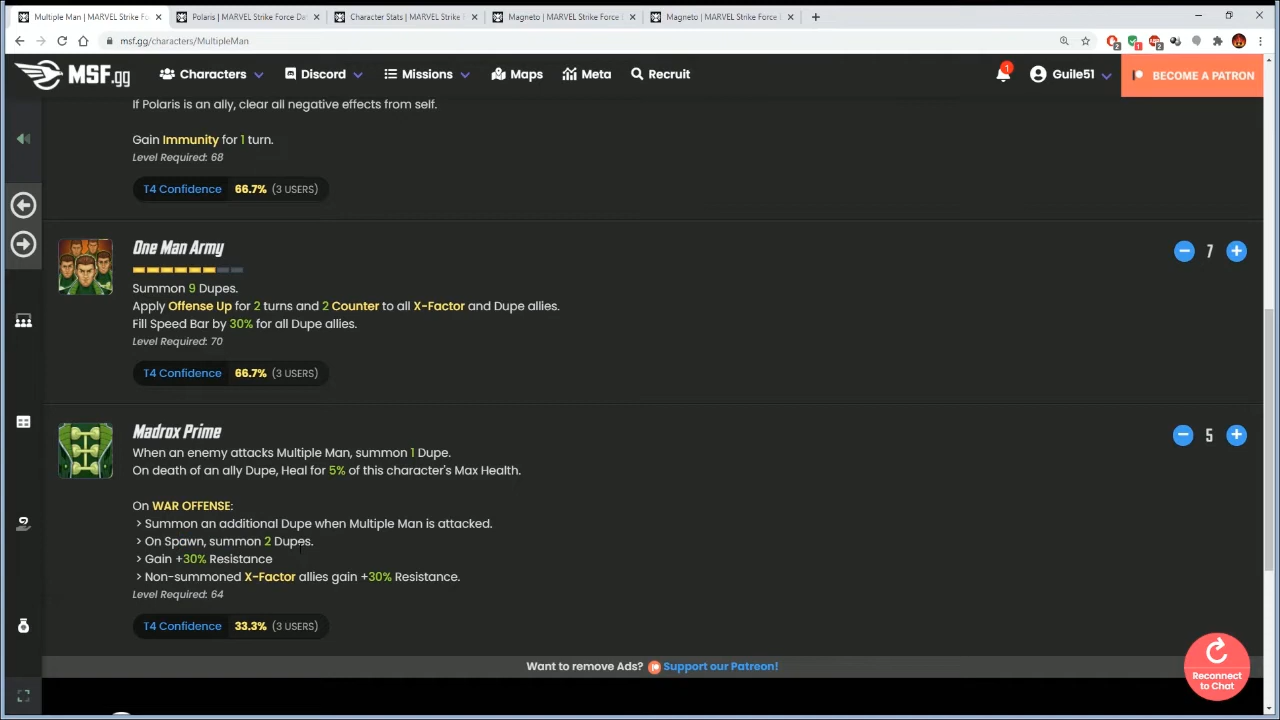 Multiple Man | MARVEL Strike Fo
Polaris | MARVEL Strike Force Da
Character Stats | MARVEL Strike
Magneto | MARVEL Strike Force
Magneto | MARVEL Strike Force
msf.gg/characters/MultipleMan
MSF.gg
Characters
Discord
Missions
Maps
Meta
Recruit
1
Guile51
BECOME A PATRON
If Polaris is an ally, clear all negative effects from self.
Gain Immunity for 1 turn.
Level Required: 68
T4 Confidence 66.7% (3 USERS)
One Man Army
7
Summon 9 Dupes.
Apply Offense Up for 2 turns and 2 Counter to all X-Factor and Dupe allies.
Fill Speed Bar by 30% for all Dupe allies.
Level Required: 70
T4 Confidence 66.7% (3 USERS)
Madrox Prime
5
When an enemy attacks Multiple Man, summon 1 Dupe.
On death of an ally Dupe, Heal for 5% of this character's Max Health.
On WAR OFFENSE:
> Summon an additional Dupe when Multiple Man is attacked.
> On Spawn, summon 2 Dupes.
> Gain +30% Resistance
> Non-summoned X-Factor allies gain +30% Resistance.
Level Required: 64
T4 Confidence 33.3% (3 USERS)
Want to remove Ads? Support our Patreon!
Reconnect
to Chat